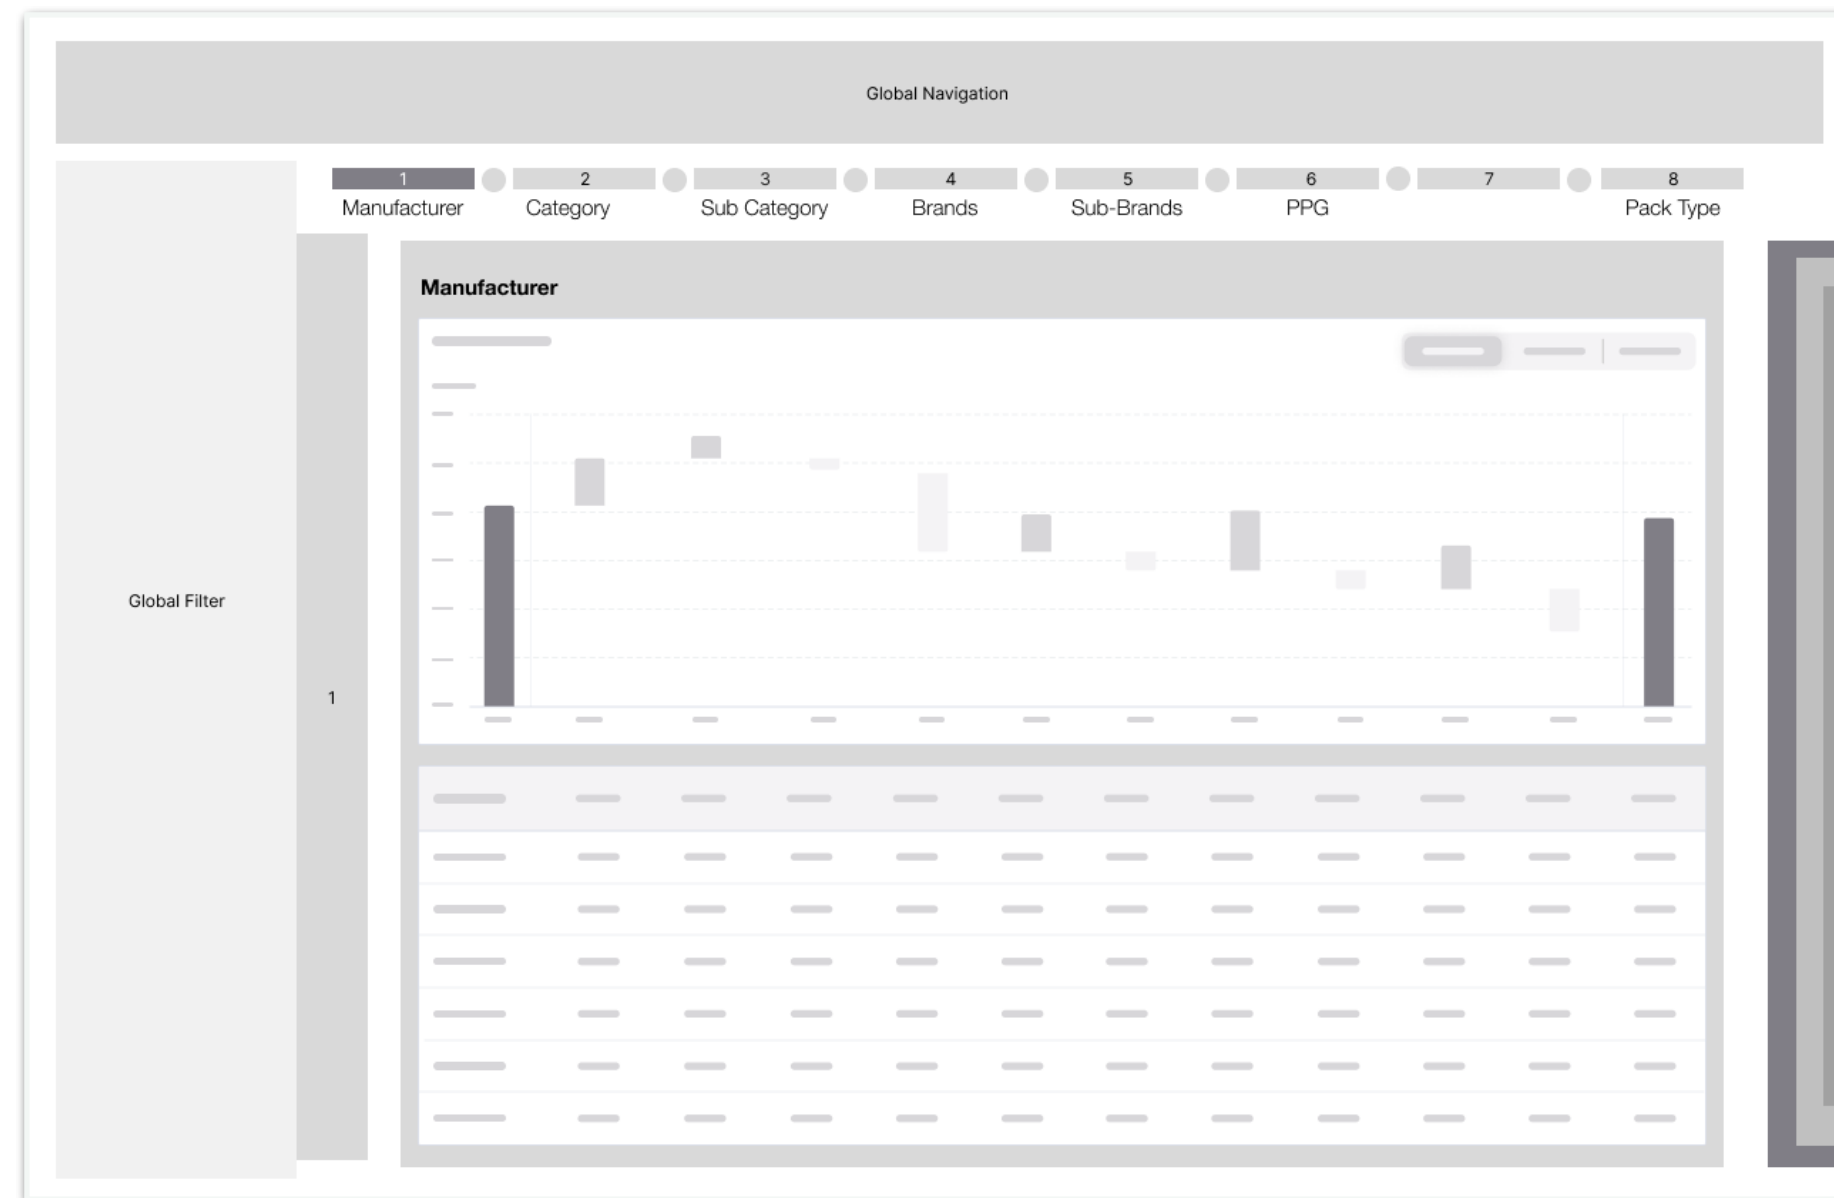 Global Navigation
1 2 3 4 5 6 7 8
Manufacturer Category Sub Category Brands Sub-Brands PPG Pack Type
Manufacturer
Global Filter
1